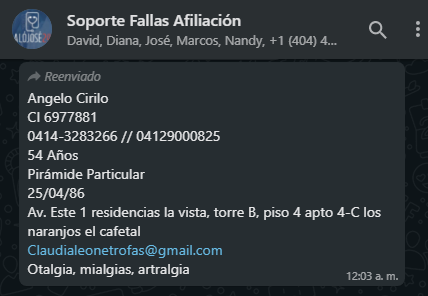 Soporte Fallas Afiliación
David, Diana, José, Marcos, Nandy, +1 (404) 4...
ALÓJOSÉ
Reenviado
Angelo Cirilo
CI 6977881
0414-3283266 // 04129000825
54 Años
Pirámide Particular
25/04/86
Av. Este 1 residencias la vista, torre B, piso 4 apto 4-C los
naranjos el cafetal
Claudialeonetrofas@gmail.com
Otalgia, mialgias, artralgia
12:03 a. m.